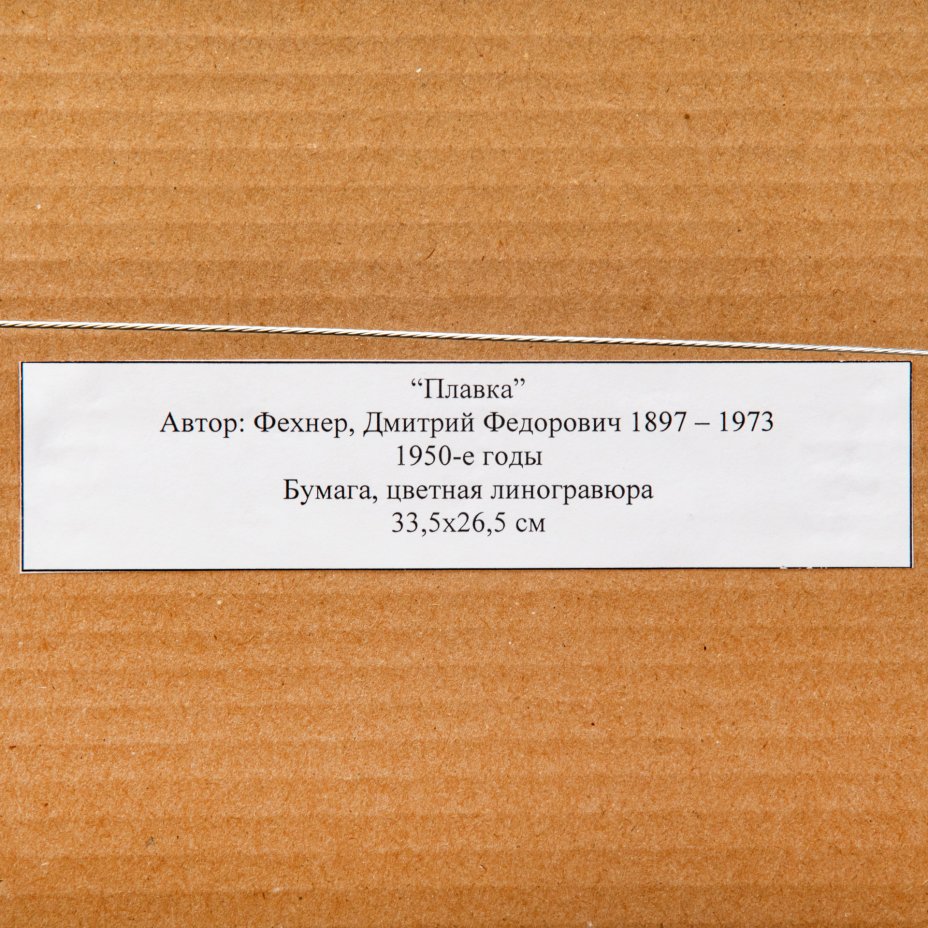 “Плавка”
Автор: Фехнер, Дмитрий Федорович 1897 – 1973
1950-е годы
Бумага, цветная линогравюра
33,5х26,5 см